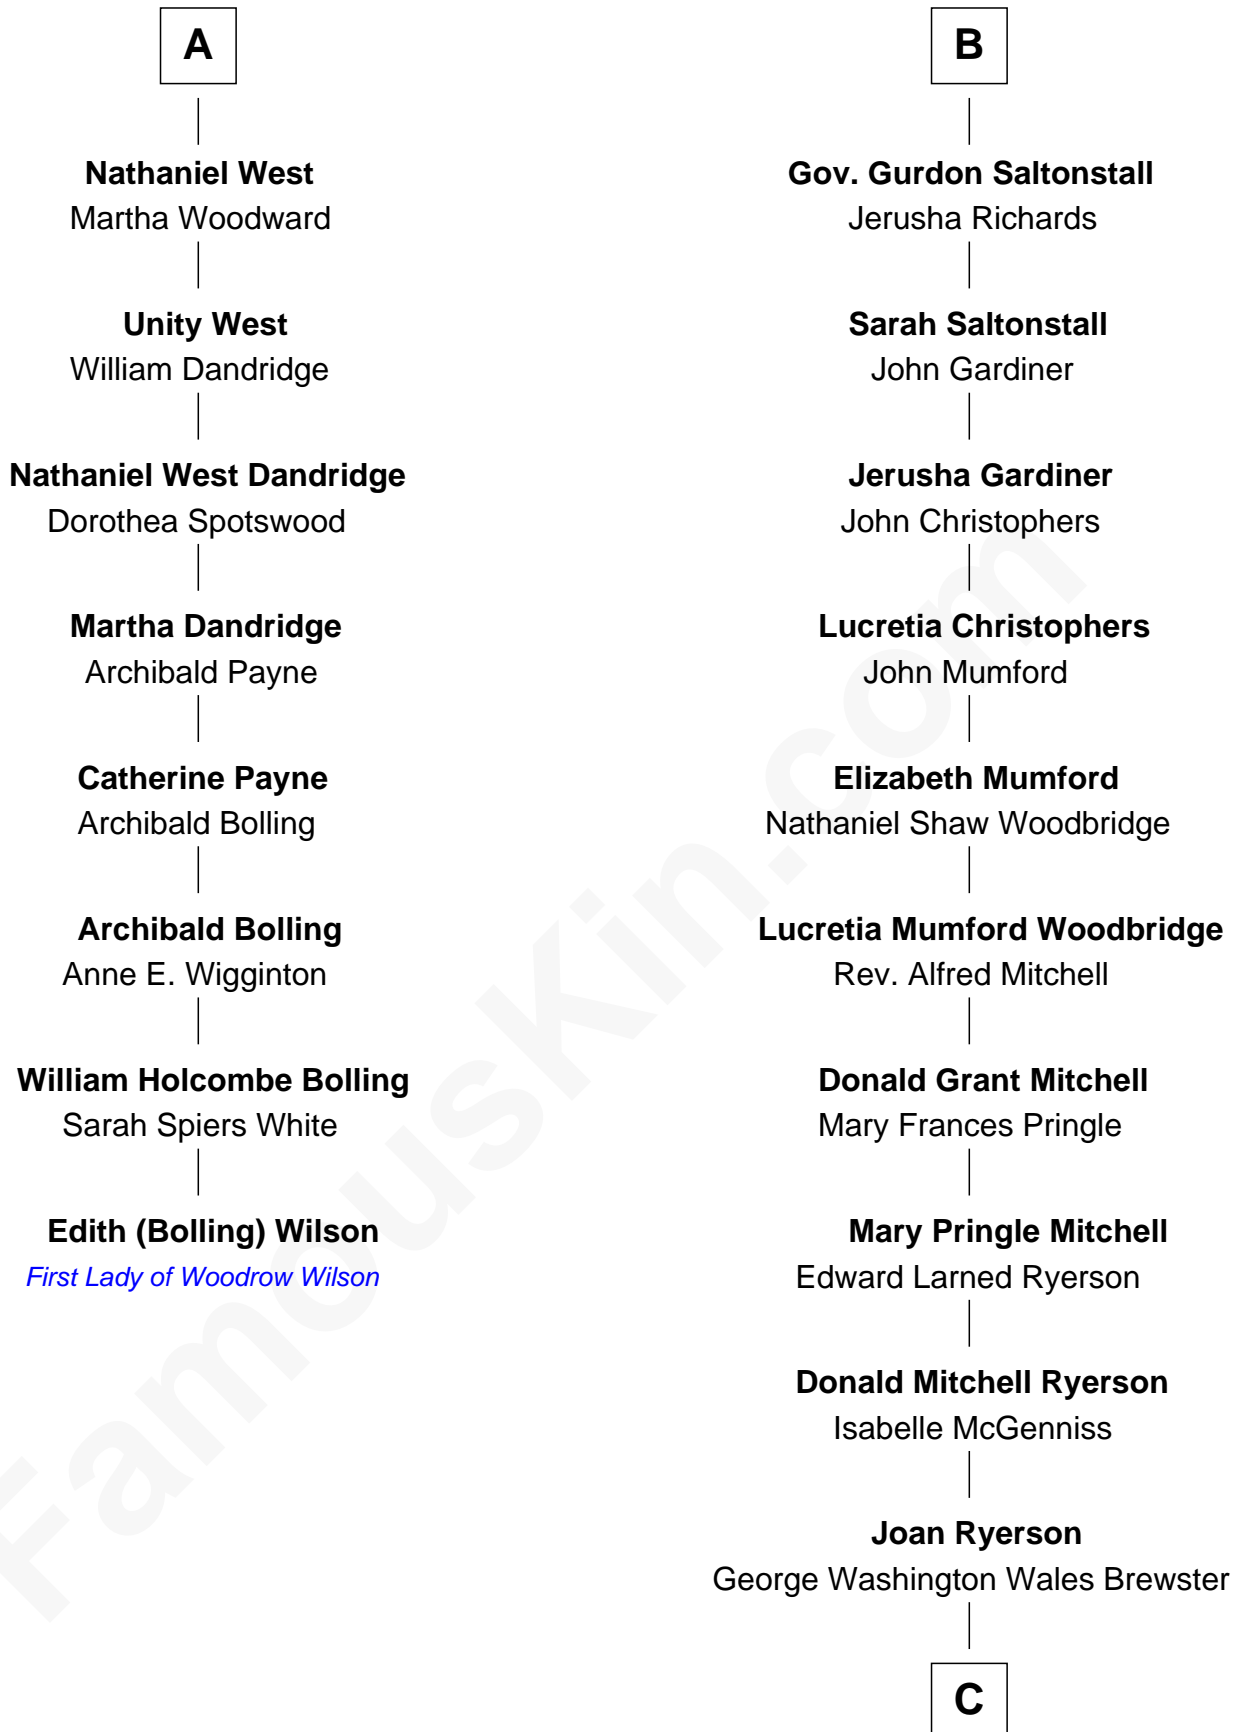 A
Nathaniel West
Martha Woodward
Unity West
William Dandridge
Nathaniel West Dandridge
Dorothea Spotswood
Martha Dandridge
Archibald Payne
Catherine Payne
Archibald Bolling
Archibald Bolling
Anne E. Wigginton
William Holcombe Bolling
Sarah Spiers White
Edith (Bolling) Wilson
First Lady of Woodrow Wilson
B
Gov. Gurdon Saltonstall
Jerusha Richards
Sarah Saltonstall
John Gardiner
Jerusha Gardiner
John Christophers
Lucretia Christophers
John Mumford
Elizabeth Mumford
Nathaniel Shaw Woodbridge
Lucretia Mumford Woodbridge
Rev. Alfred Mitchell
Donald Grant Mitchell
Mary Frances Pringle
Mary Pringle Mitchell
Edward Larned Ryerson
Donald Mitchell Ryerson
Isabelle McGenniss
Joan Ryerson
George Washington Wales Brewster
C
FamousKin.com